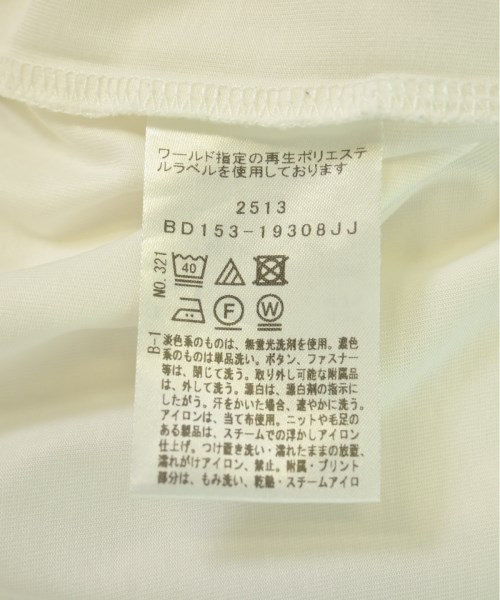 ワールド指定の再生ポリエステ
ルラベルを使用しております
2513
BD153-19308JJ
NO.321
40
F
W
B-1
淡色系のものは、無蛍光洗剤を使用。濃色
系のものは単品洗い。ボタン、ファスナー
等は、閉じて洗う。取り外し可能な附属品
は、外して洗う。漂白は、漂白剤の指示に
したがう。汗をかいた場合、速やかに洗う。
アイロンは、当て布使用。ニットや毛足の
ある製品は、スチームでの浮かしアイロン
仕上げ。つけ置き洗い・濡れたままの放置、
濡れがけアイロン、禁止。附属・プリント
部分は、もみ洗い、乾燥・スチームアイロ